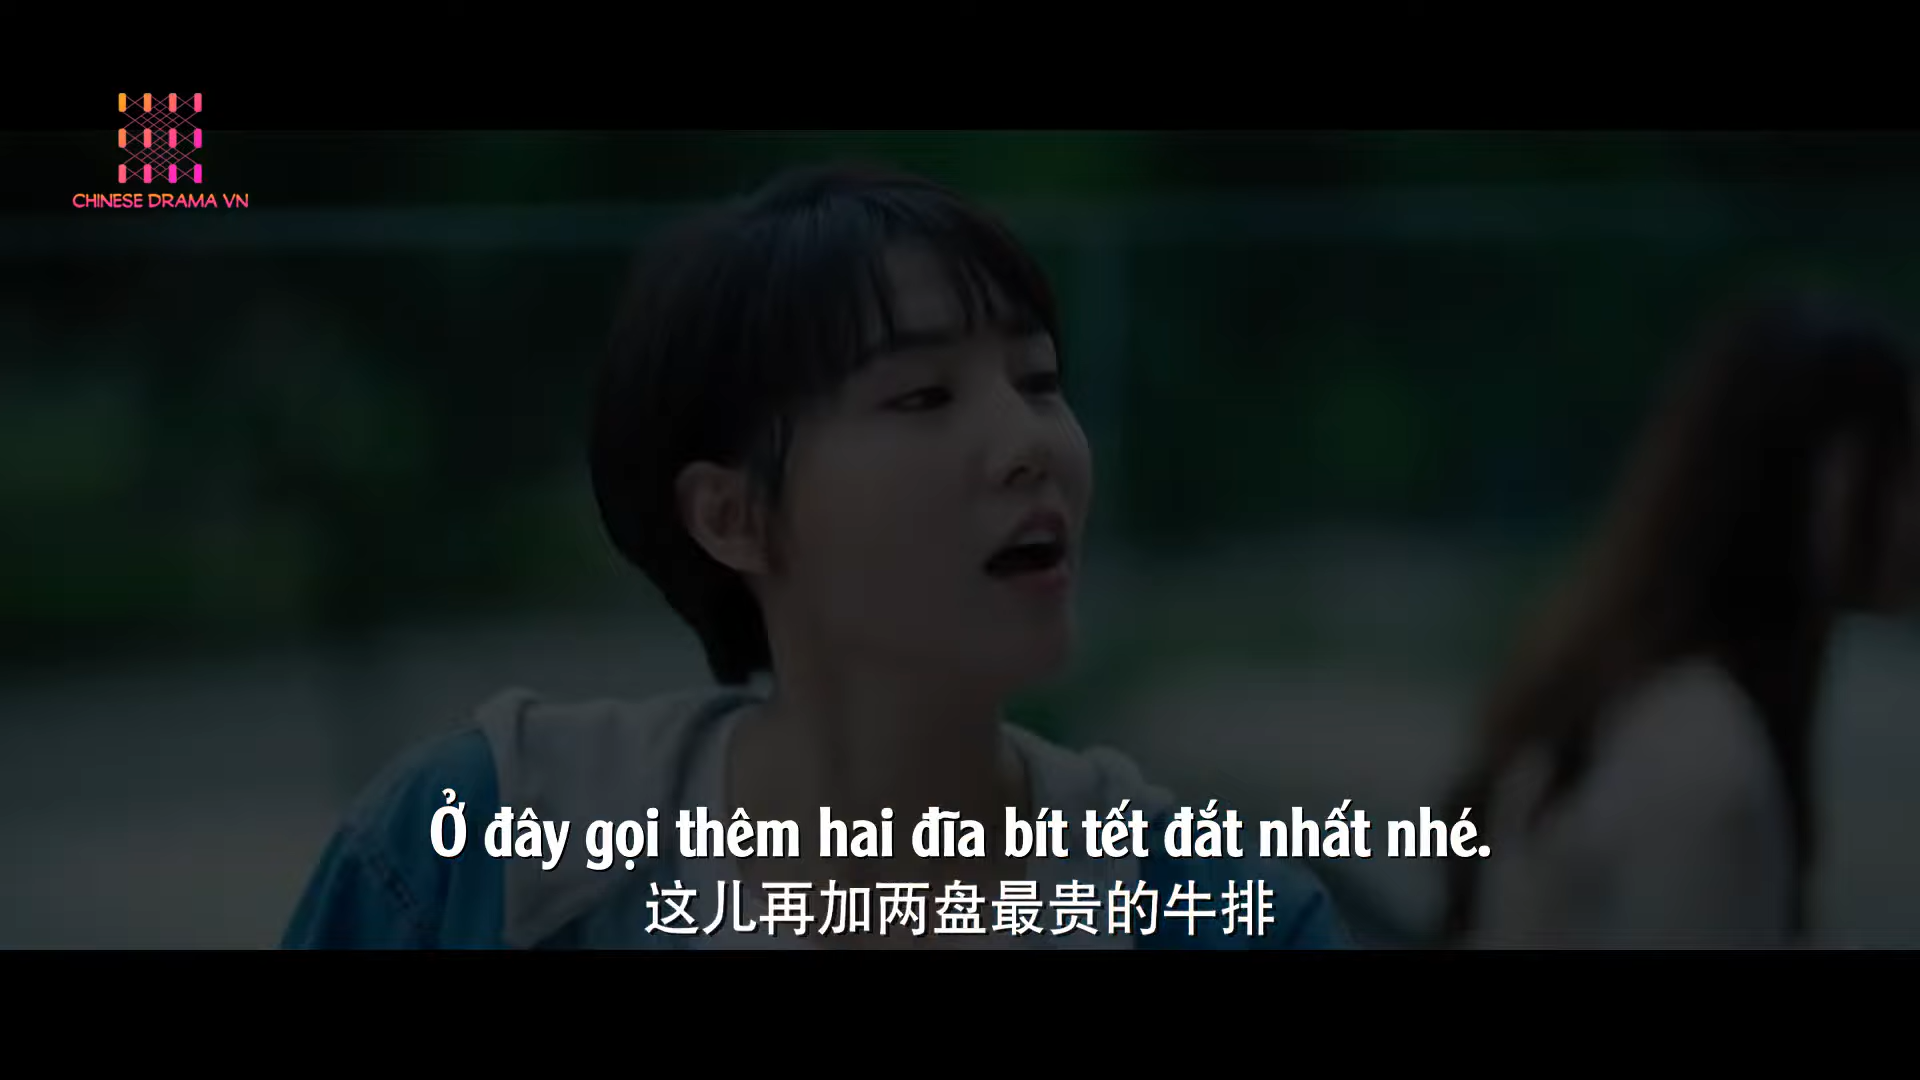 CHINESE DRAMA VN
Ở đây gọi thêm hai đĩa bít tết đắt nhất nhé.
这儿再加两盘最贵的牛排